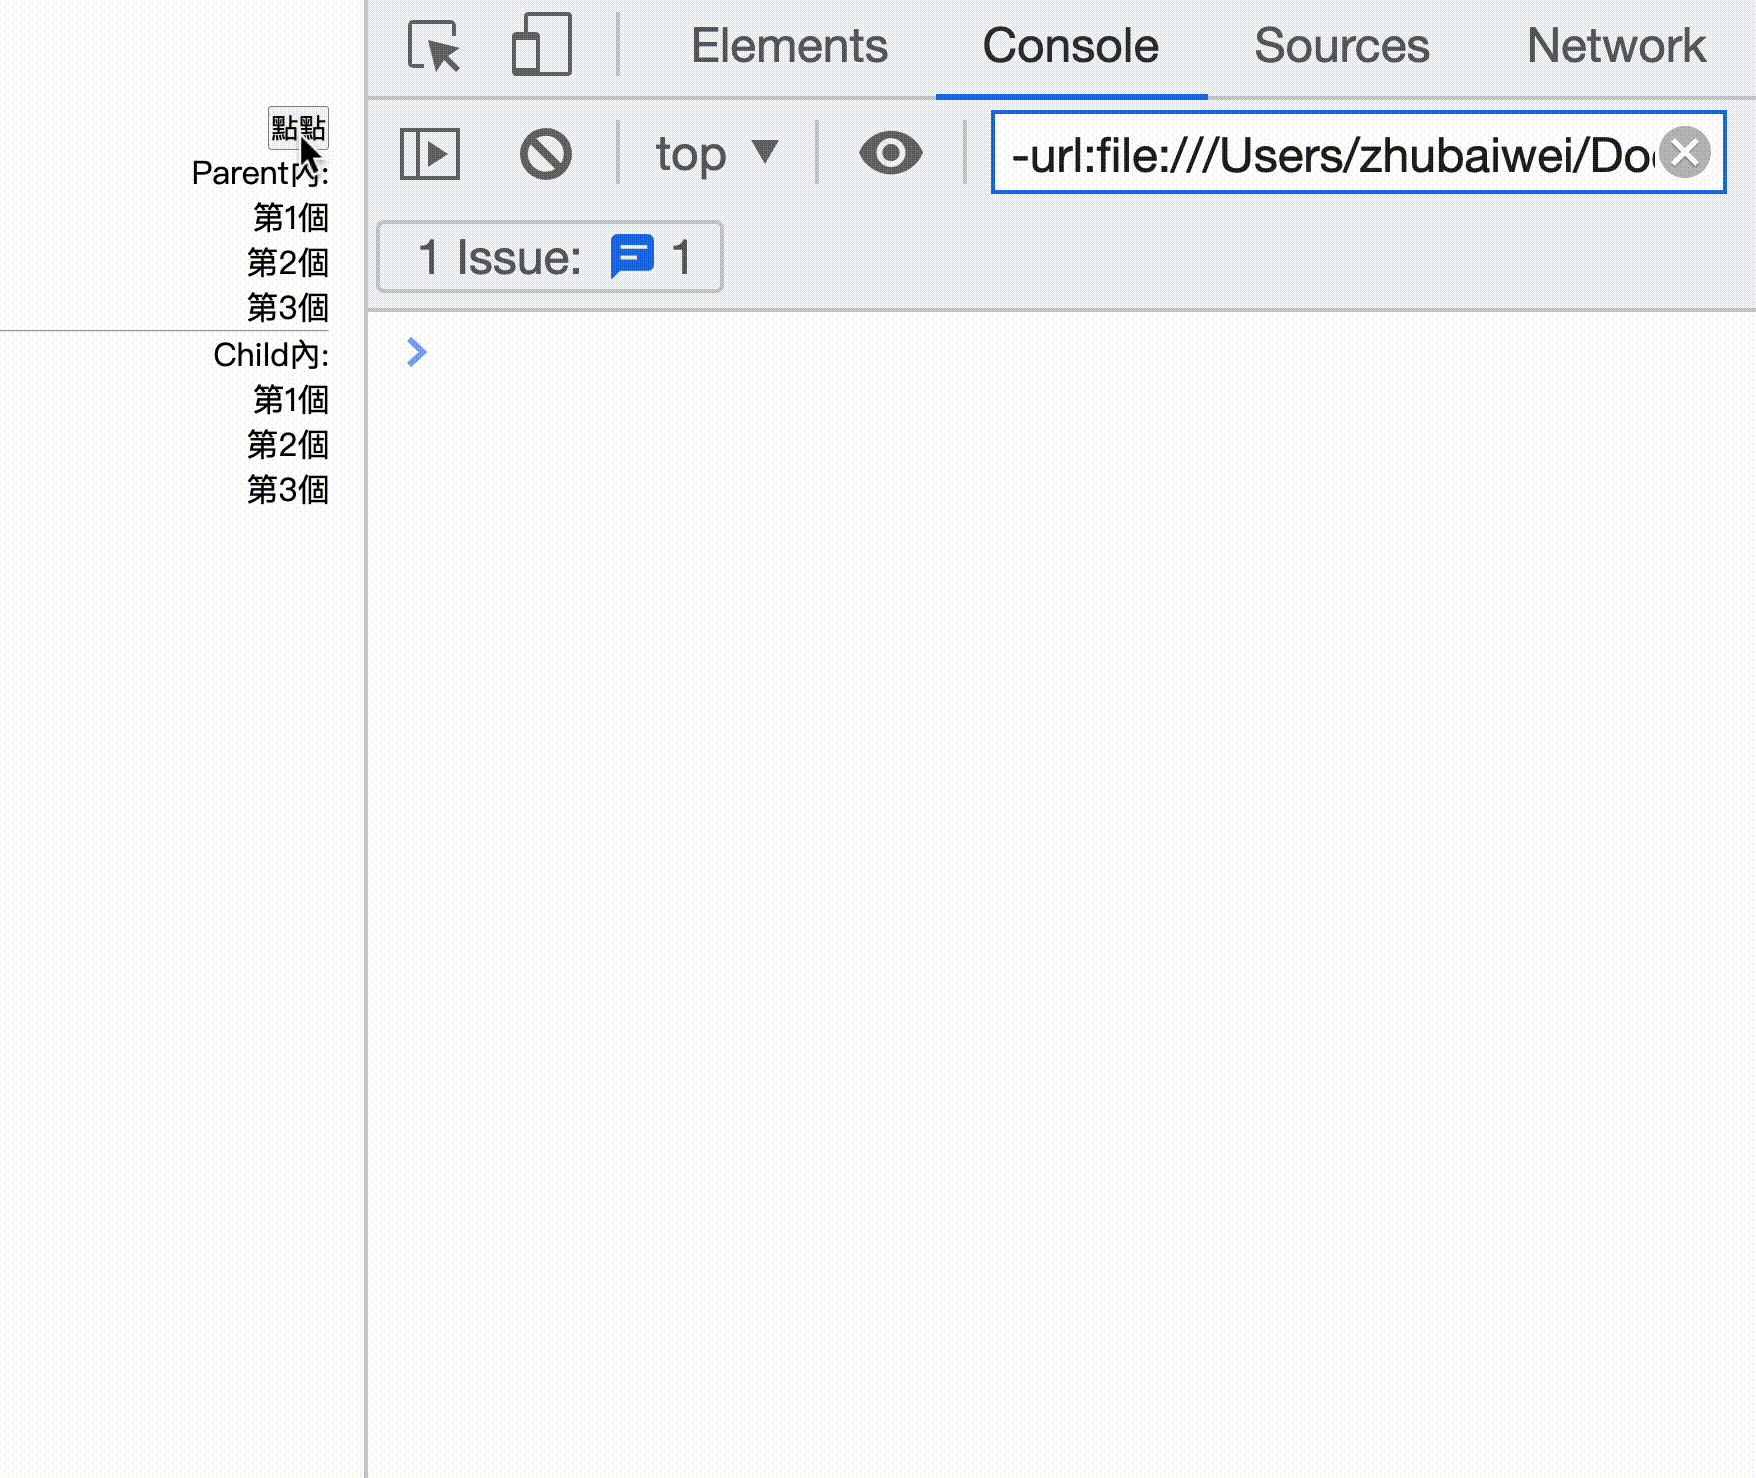 點點
Parent內:
第1個
第2個
第3個
Child內:
第1個
第2個
第3個
Elements Console Sources Network
top -url:file:///Users/zhubaiwei/Do
1 Issue: 1